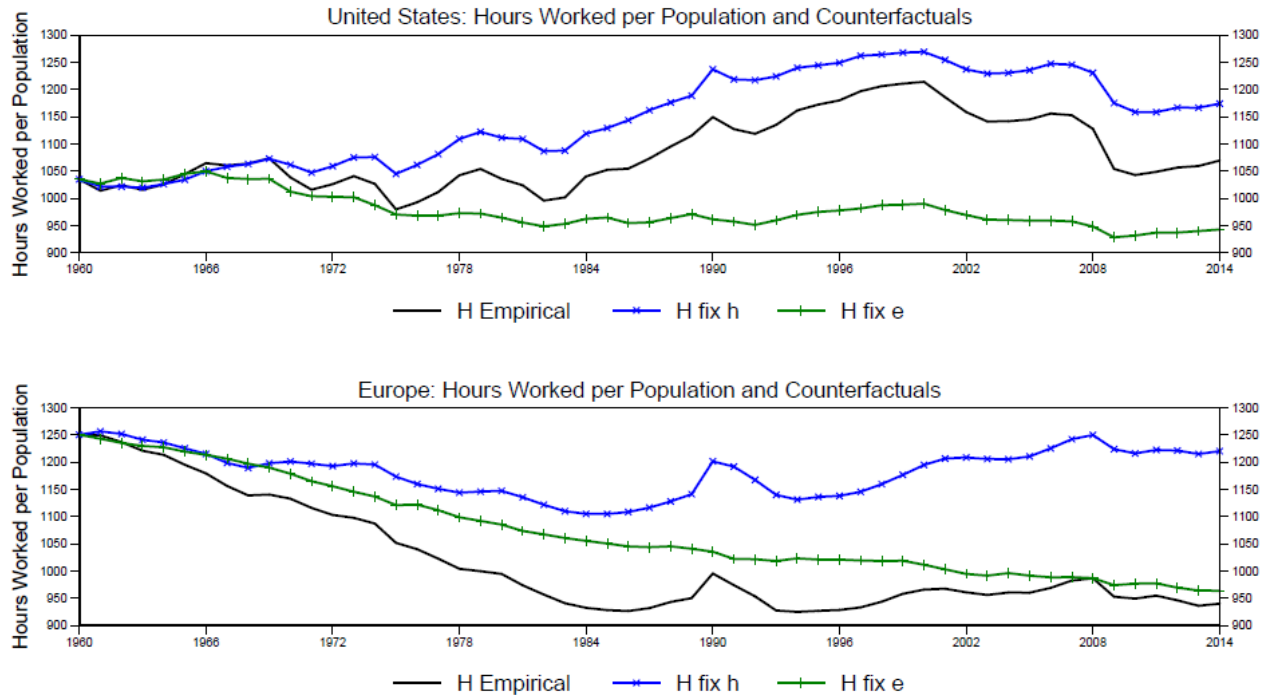 United States: Hours Worked per Population and Counterfactuals
Hours Worked per Population
1300 1300
1250 1250
1200 1200
1150 1150
1100 1100
1050 1050
1000 1000
950 950
900 900
1960 1966 1972 1978 1984 1990 1996 2002 2008 2014
H Empirical H fix h H fix e
Europe: Hours Worked per Population and Counterfactuals
Hours Worked per Population
1300 1300
1250 1250
1200 1200
1150 1150
1100 1100
1050 1050
1000 1000
950 950
900 900
1960 1966 1972 1978 1984 1990 1996 2002 2008 2014
H Empirical H fix h H fix e